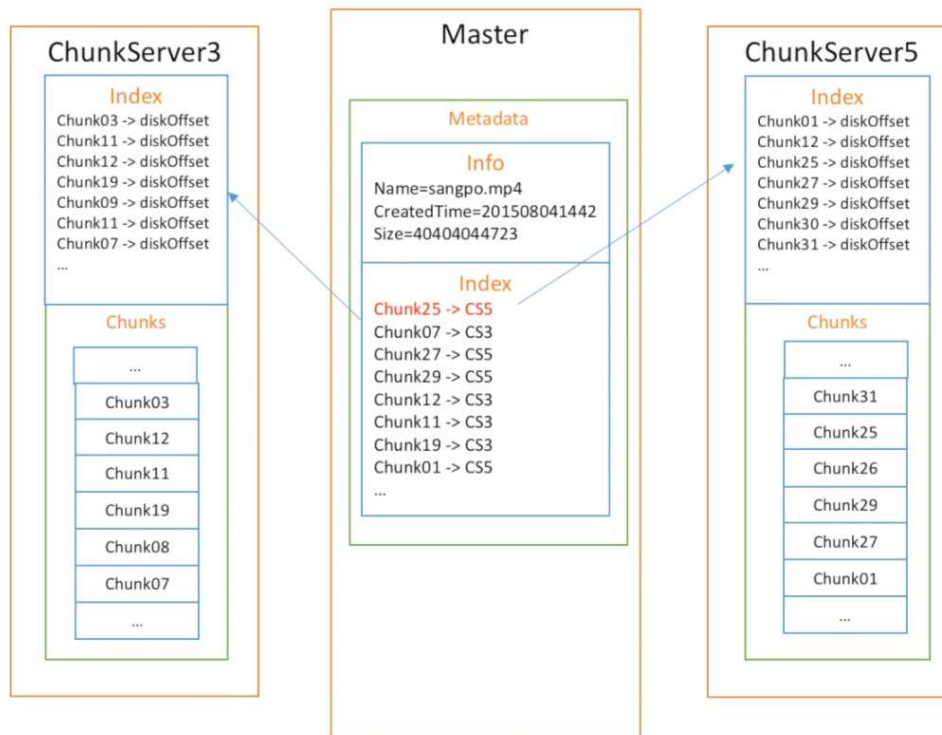 ChunkServer3
Index
Chunk03 -> diskOffset
Chunk11 -> diskOffset
Chunk12 -> diskOffset
Chunk19 -> diskOffset
Chunk09 -> diskOffset
Chunk11 -> diskOffset
Chunk07 -> diskOffset
...
Chunks
...
Chunk03
Chunk12
Chunk11
Chunk19
Chunk08
Chunk07
...
Master
Metadata
Info
Name=sangpo.mp4
CreatedTime=201508041442
Size=40404044723
Index
Chunk25 -> CS5
Chunk07 -> CS3
Chunk27 -> CS5
Chunk29 -> CS5
Chunk12 -> CS3
Chunk11 -> CS3
Chunk19 -> CS3
Chunk01 -> CS5
...
ChunkServer5
Index
Chunk01 -> diskOffset
Chunk12 -> diskOffset
Chunk25 -> diskOffset
Chunk27 -> diskOffset
Chunk29 -> diskOffset
Chunk30 -> diskOffset
Chunk31 -> diskOffset
...
Chunks
...
Chunk31
Chunk25
Chunk26
Chunk29
Chunk27
Chunk01
...